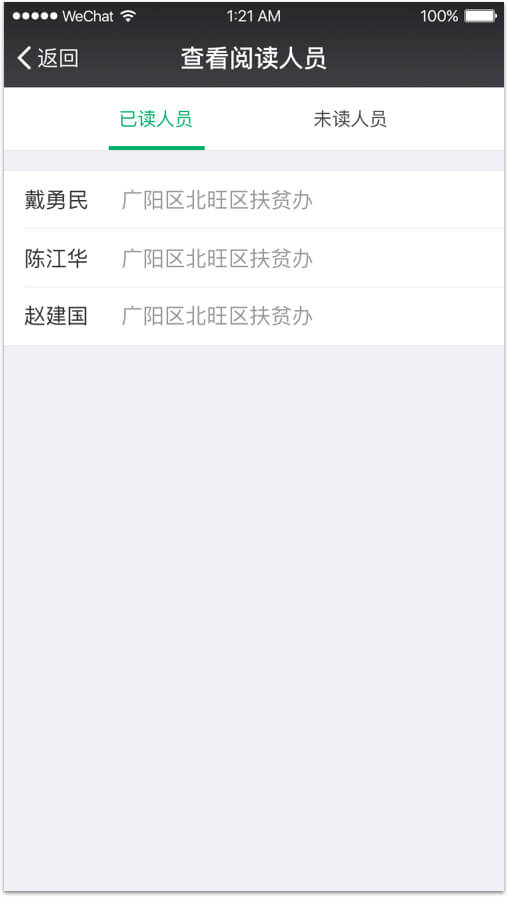 WeChat 1:21 AM 100%
返回 查看阅读人员
已读人员 未读人员
戴勇民 广阳区北旺区扶贫办
陈江华 广阳区北旺区扶贫办
赵建国 广阳区北旺区扶贫办